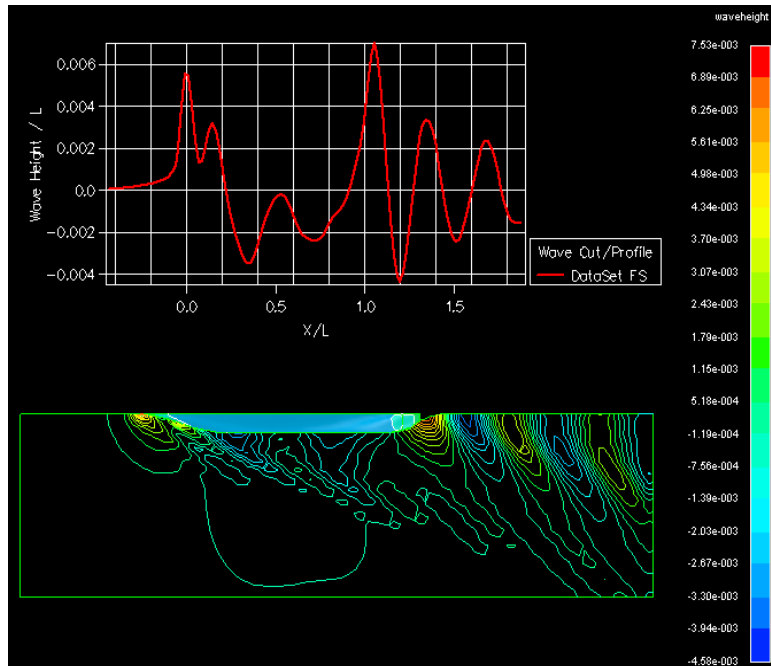 waveheight
7.53e-003
6.89e-003
6.25e-003
5.61e-003
4.98e-003
4.34e-003
3.70e-003
3.07e-003
2.43e-003
1.79e-003
1.15e-003
5.18e-004
-1.19e-004
-7.56e-004
-1.39e-003
-2.03e-003
-2.67e-003
-3.30e-003
-3.94e-003
-4.58e-003
Wave Height / L
0.006
0.004
0.002
0.0
-0.002
-0.004
0.0 0.5 1.0 1.5
X/L
Wave Cut/Profile
DataSet FS